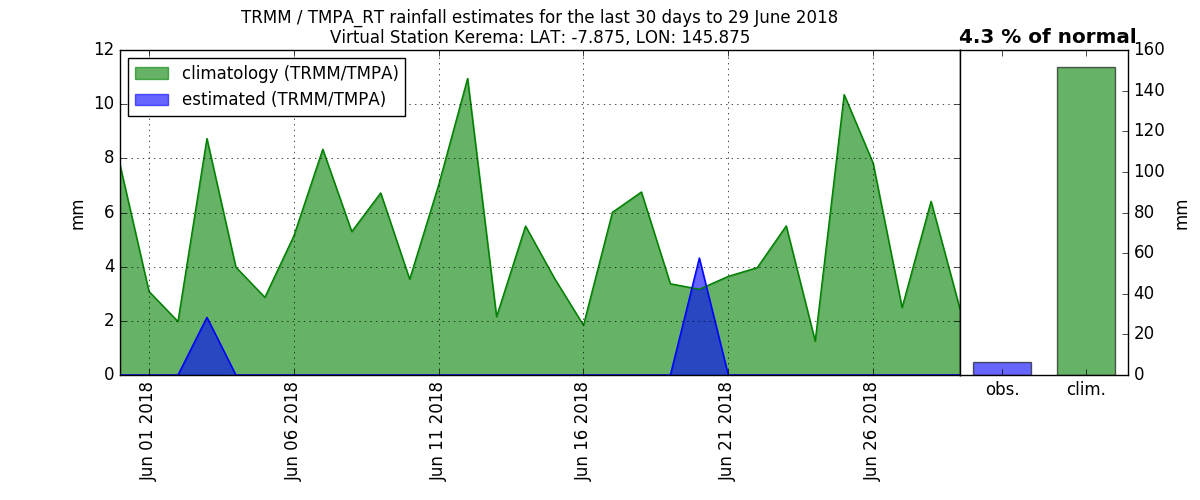 TRMM / TMPA_RT rainfall estimates for the last 30 days to 29 June 2018
Virtual Station Kerema: LAT: -7.875, LON: 145.875
4.3 % of normal
climatology (TRMM/TMPA)
estimated (TRMM/TMPA)
mm
12
10
8
6
4
2
0
Jun 01 2018
Jun 06 2018
Jun 11 2018
Jun 16 2018
Jun 21 2018
Jun 26 2018
obs.
clim.
160
140
120
100
80
60
40
20
0
mm